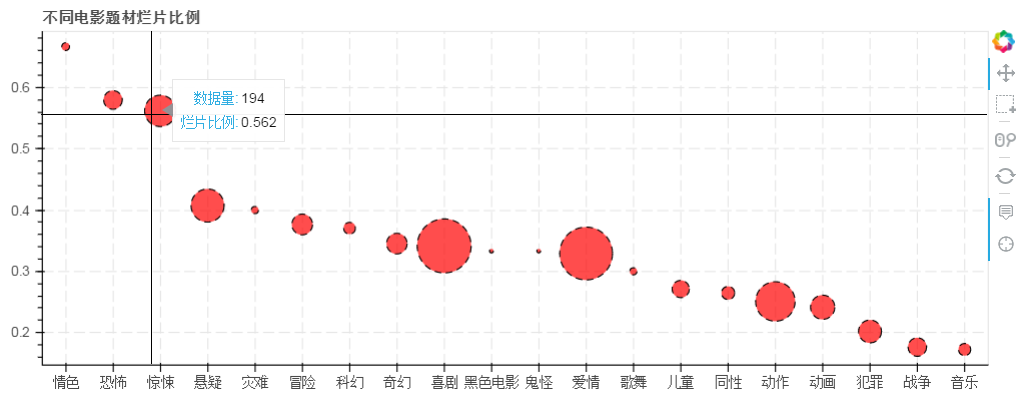 不同电影题材烂片比例
0.6
0.5
0.4
0.3
0.2
数据量: 194
烂片比例: 0.562
情色 恐怖 惊悚 悬疑 灾难 冒险 科幻 奇幻 喜剧 黑色电影 鬼怪 爱情 歌舞 儿童 同性 动作 动画 犯罪 战争 音乐